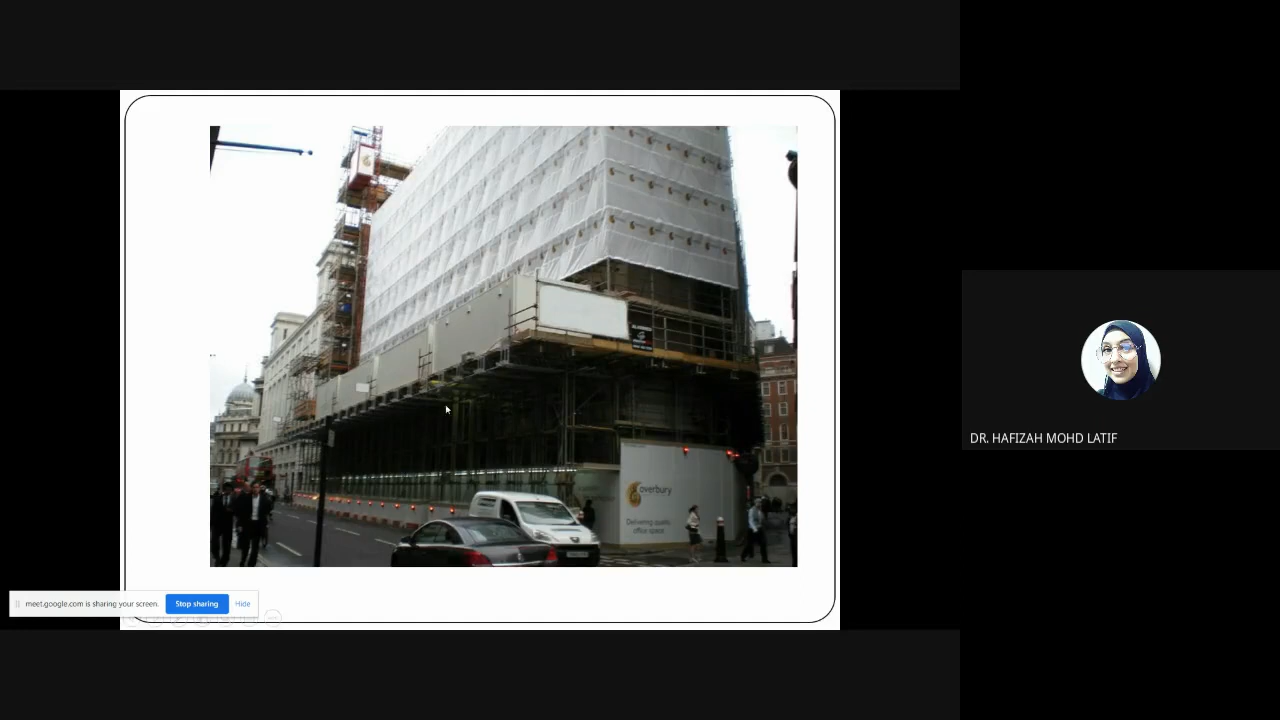 overbury
Delivering quality
office space
meet.google.com is sharing your screen.
Stop sharing
Hide
DR. HAFIZAH MOHD LATIF